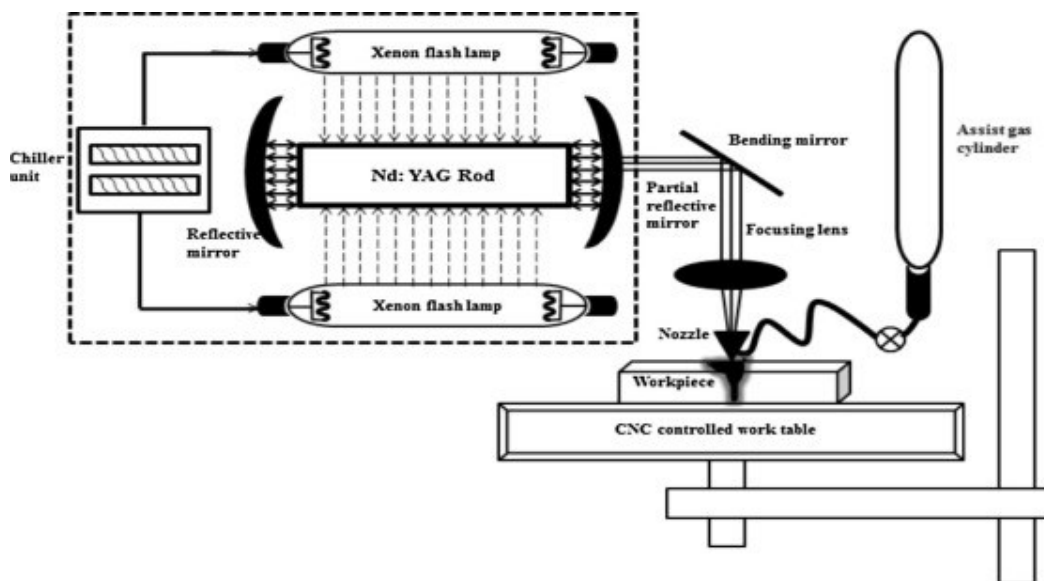 Xenon flash lamp
Chiller
unit
Nd: YAG Rod
Reflective
mirror
Xenon flash lamp
Bending mirror
Partial
reflective
mirror
Focusing lens
Assist gas
cylinder
Nozzle
Workpiece
CNC controlled work table